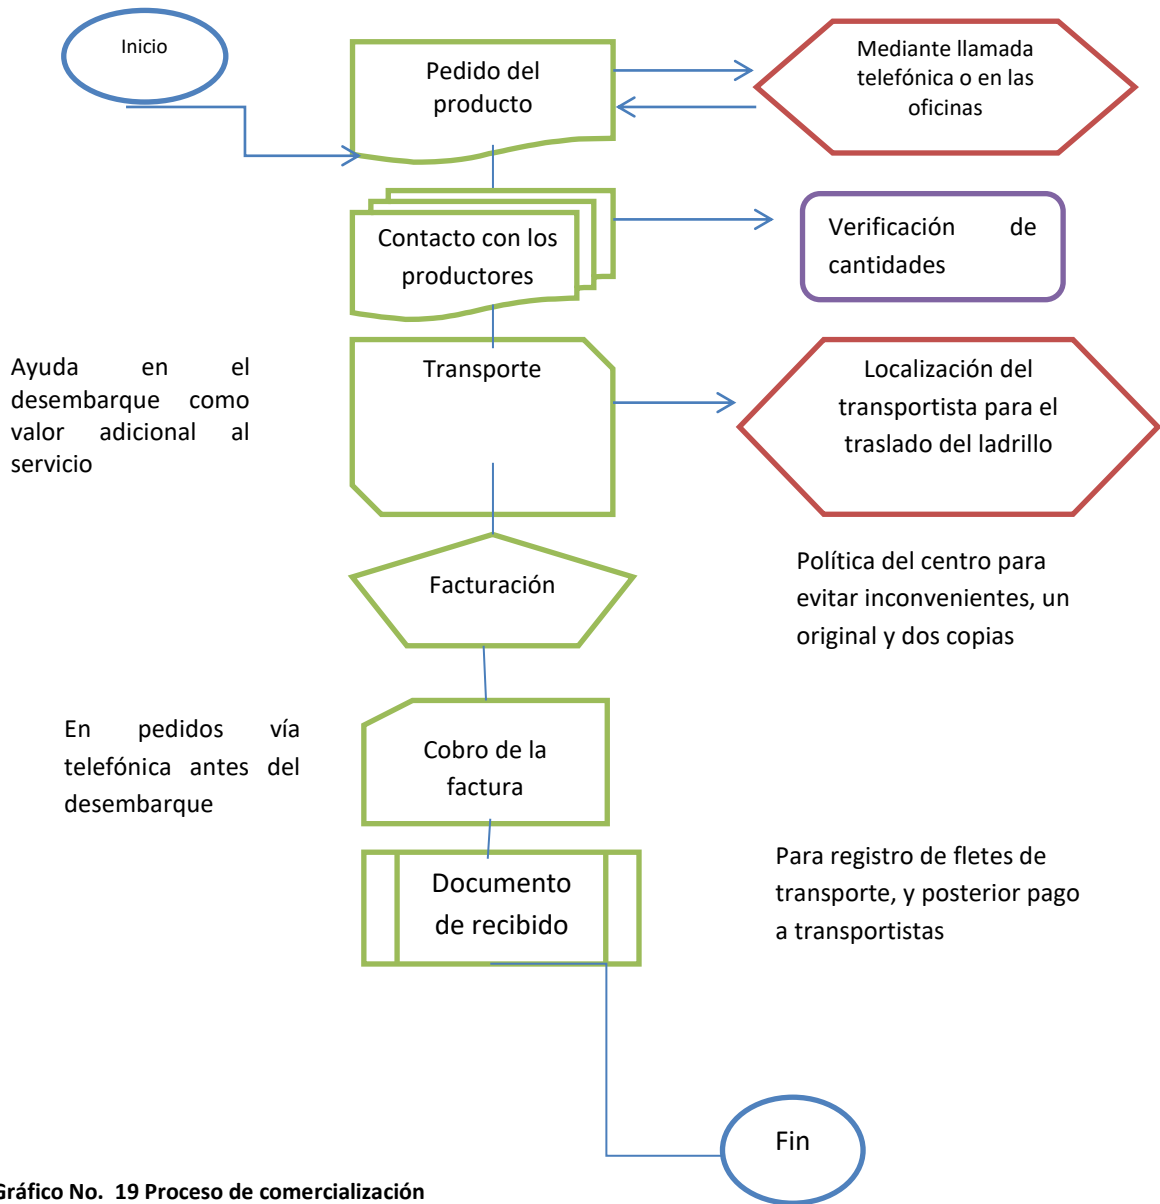 Inicio
Pedido del
producto
Mediante llamada
telefónica o en las
oficinas
Contacto con los
productores
Verificación de
cantidades
Ayuda en el
desembarque como
valor adicional al
servicio
Transporte
Localización del
transportista para el
traslado del ladrillo
Facturación
Política del centro para
evitar inconvenientes, un
original y dos copias
En pedidos vía
telefónica antes del
desembarque
Cobro de la
factura
Documento
de recibido
Para registro de fletes de
transporte, y posterior pago
a transportistas
Fin
Gráfico No. 19 Proceso de comercialización